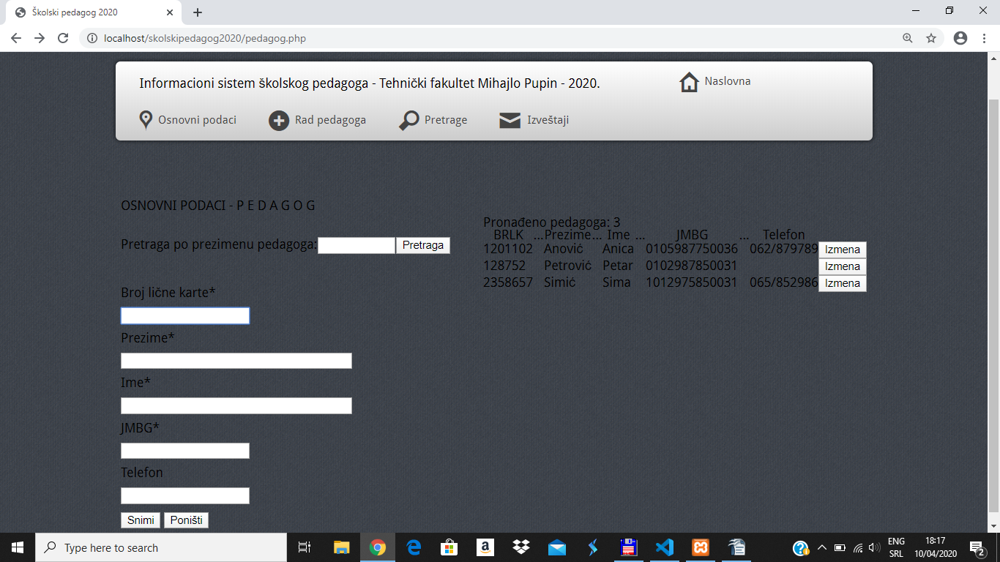 Školski pedagog 2020
localhost/skolskipedagog2020/pedagog.php
Informacioni sistem školskog pedagoga - Tehnički fakultet Mihajlo Pupin - 2020.
Naslovna
Osnovni podaci Rad pedagoga Pretrage Izveštaji
OSNOVNI PODACI - P E D A G O G
Pretraga po prezimenu pedagoga: Pretraga
Broj lične karte*
Prezime*
Ime*
JMBG*
Telefon
Snimi Poništi
Pronađeno pedagoga: 3
BRLK ... Prezime ... Ime ... JMBG ... Telefon
1201102 Anović Anica 0105987750036 062/879789 Izmena
128752 Petrović Petar 0102987850031 Izmena
2358657 Simić Sima 1012975850031 065/852986 Izmena
Type here to search
ENG
SRL
18:17
10/04/2020
2